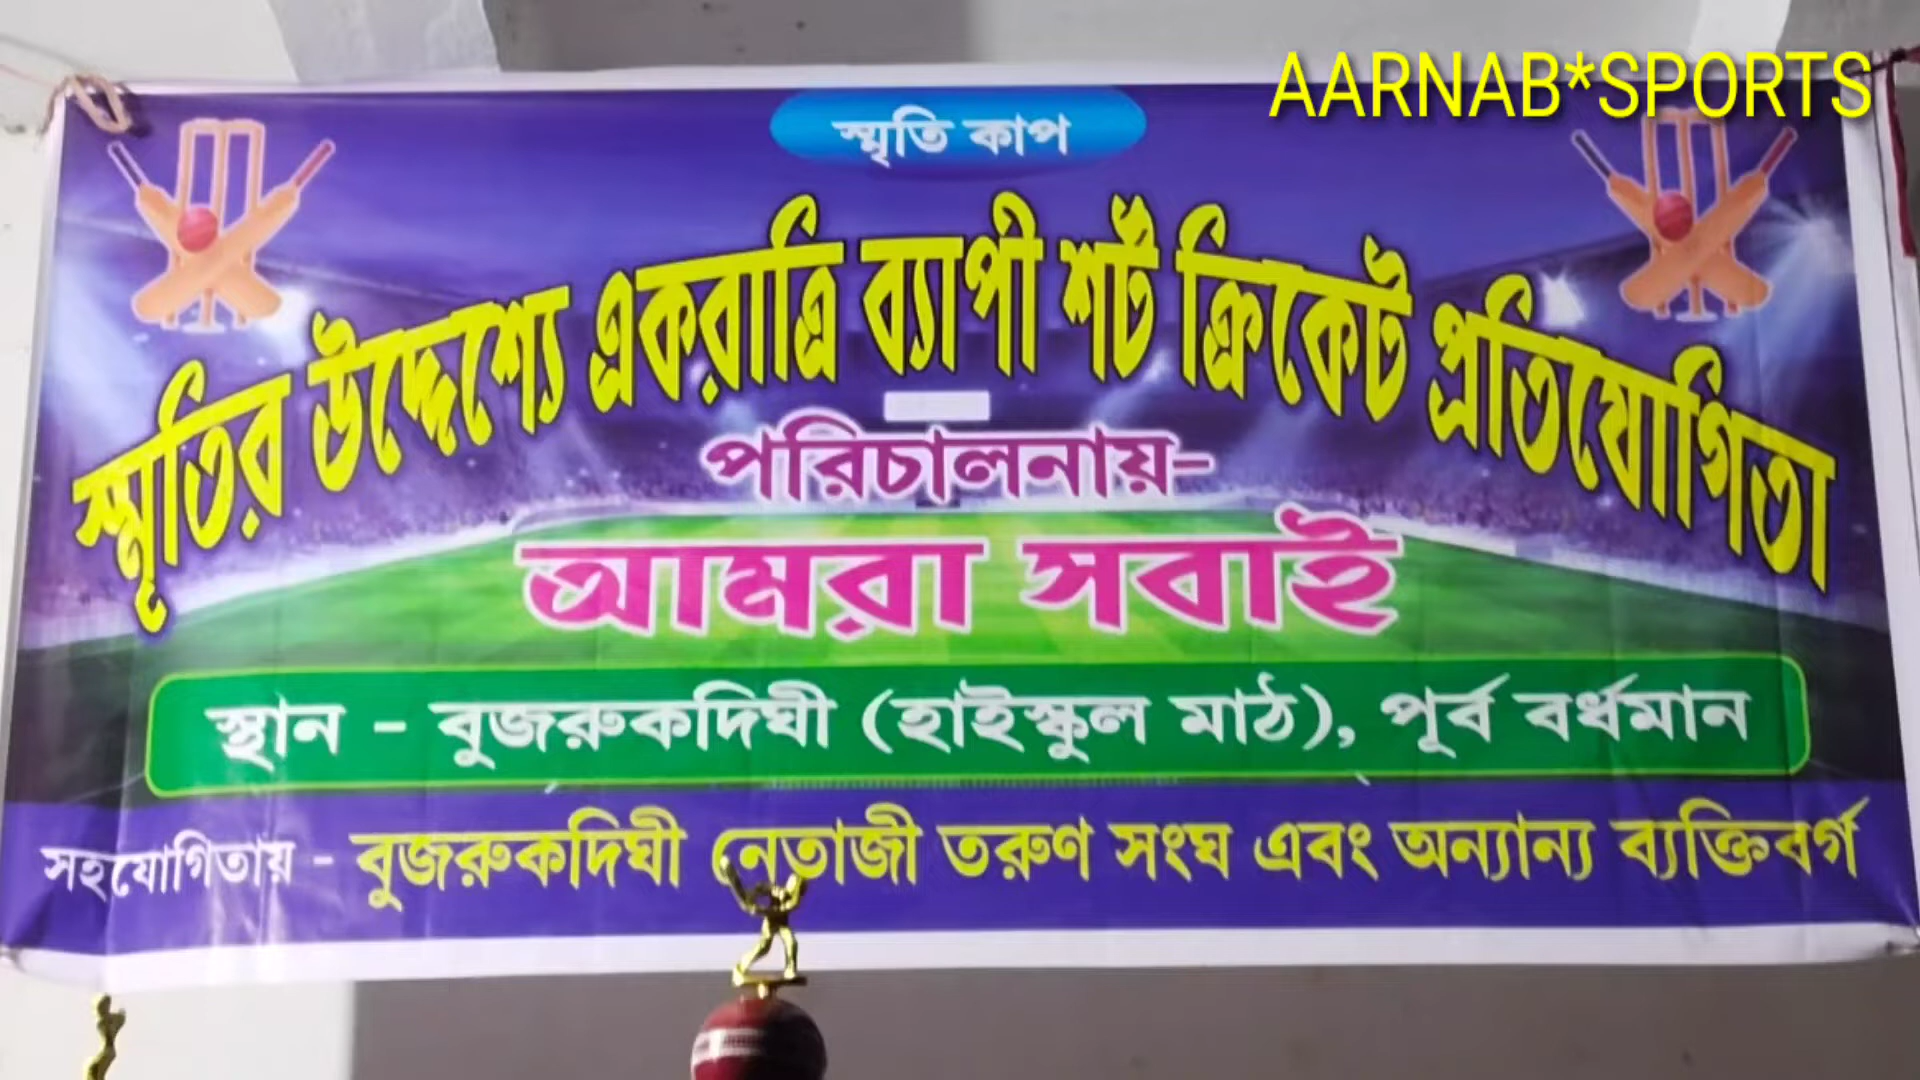 AARNAB*SPORTS
স্মৃতি কাপ
স্মৃতির উদ্দেশ্যে একরাত্রি ব্যাপী শর্ট ক্রিকেট প্রতিযোগিতা
পরিচালনায়-
আমরা সবাই
স্থান - বুজরুকদিঘী (হাইস্কুল মাঠ), পূর্ব বর্ধমান
সহযোগিতায় - বুজরুকদিঘী নেতাজী তরুণ সংঘ এবং অন্যান্য ব্যক্তিবর্গ